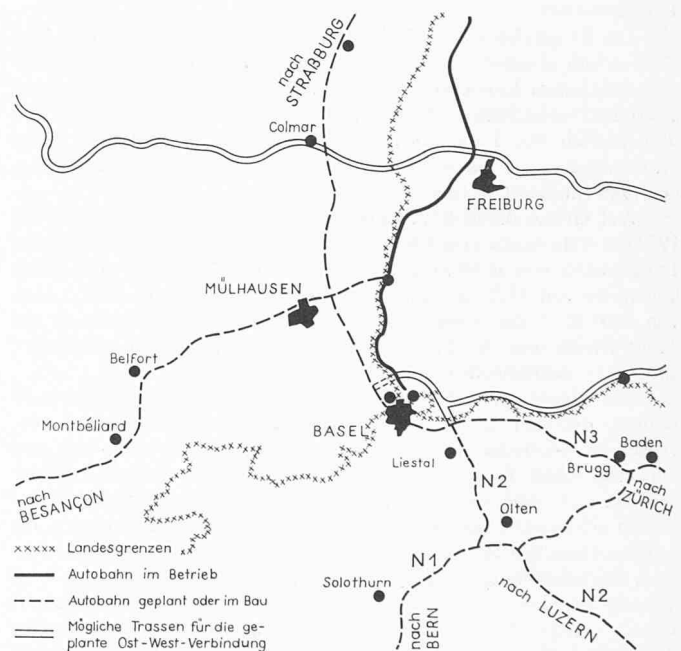 nach
STRAßBURG
Colmar
FREIBURG
MÜLHAUSEN
Belfort
Montbéliard
BASEL
Liestal
N3
Baden
Brugg
nach
ZÜRICH
nach
BESANÇON
N2
Olten
N1
Solothurn
nach
BERN
nach LUZERN
N2
xxxxxx Landesgrenzen
Autobahn im Betrieb
Autobahn geplant oder im Bau
Mögliche Trassen für die ge-
plante Ost-West-Verbindung